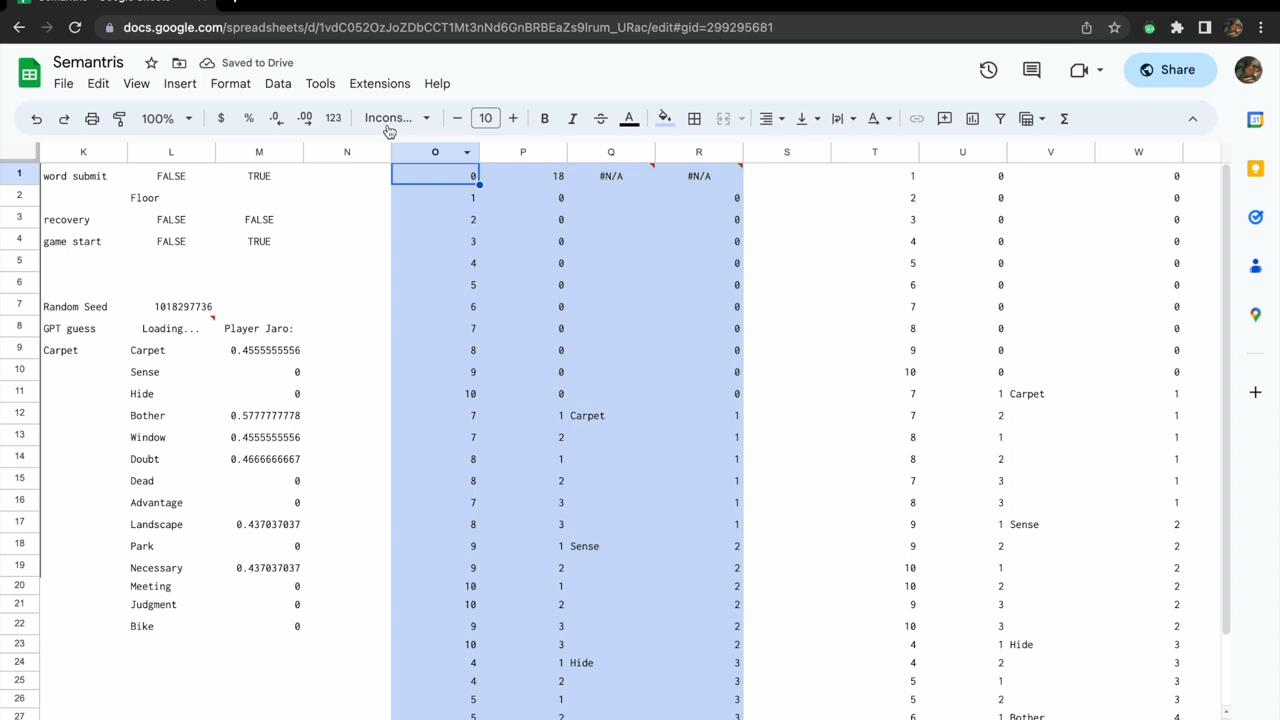 docs.google.com/spreadsheets/d/1vdC052OzJoZDbCCT1Mt3nNd6GnBRBEaZs9Irum_URac/edit#gid=299295681
Semantris Saved to Drive
File Edit View Insert Format Data Tools Extensions Help
Share
100% $ % .0 .00 123 Incons... − 10 + B I A Σ
K L M N O P Q R S T U V W
1 word submit FALSE TRUE 0 18 #N/A #N/A 1 0 0
2 Floor 1 0 0 2 0 0
3 recovery FALSE FALSE 2 0 0 3 0 0
4 game start FALSE TRUE 3 0 0 4 0 0
5 4 0 0 5 0 0
6 5 0 0 6 0 0
7 Random Seed 1018297736 6 0 0 7 0 0
8 GPT guess Loading... Player Jaro: 7 0 0 8 0 0
9 Carpet Carpet 0.4555555556 8 0 0 9 0 0
10 Sense 0 9 0 0 10 0 0
11 Hide 0 10 0 0 7 1 Carpet 1
12 Bother 0.5777777778 7 1 Carpet 1 7 2 1
13 Window 0.4555555556 7 2 1 8 1 1
14 Doubt 0.4666666667 8 1 1 8 2 1
15 Dead 0 8 2 1 7 3 1
16 Advantage 0 7 3 1 8 3 1
17 Landscape 0.437037037 8 3 1 9 1 Sense 2
18 Park 0 9 1 Sense 2 9 2 2
19 Necessary 0.437037037 9 2 2 10 1 2
20 Meeting 0 10 1 2 10 2 2
21 Judgment 0 10 2 2 9 3 2
22 Bike 0 9 3 2 10 3 2
23 10 3 2 4 1 Hide 3
24 4 1 Hide 3 4 2 3
25 4 2 3 5 1 3
26 5 1 3 5 2 3
27 5 2 3 6 1 Bother 4